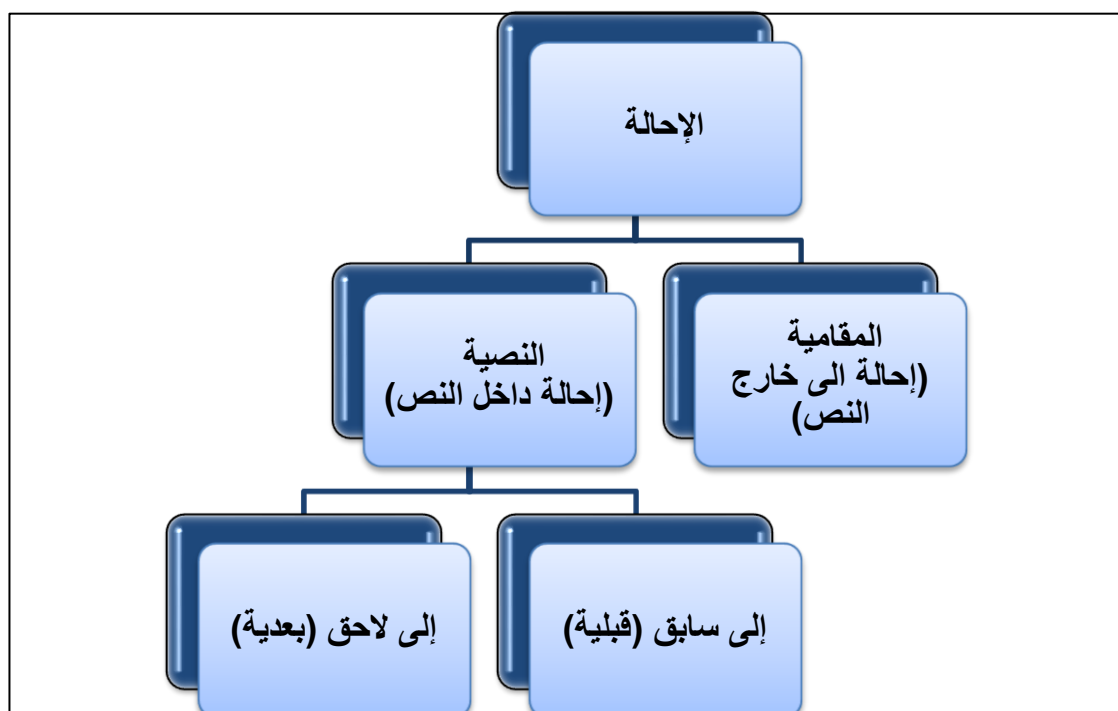 الإحالة
المقامية
(إحالة الى خارج
النص)
النصية
(إحالة داخل النص)
إلى سابق (قبلية)
إلى لاحق (بعدية)